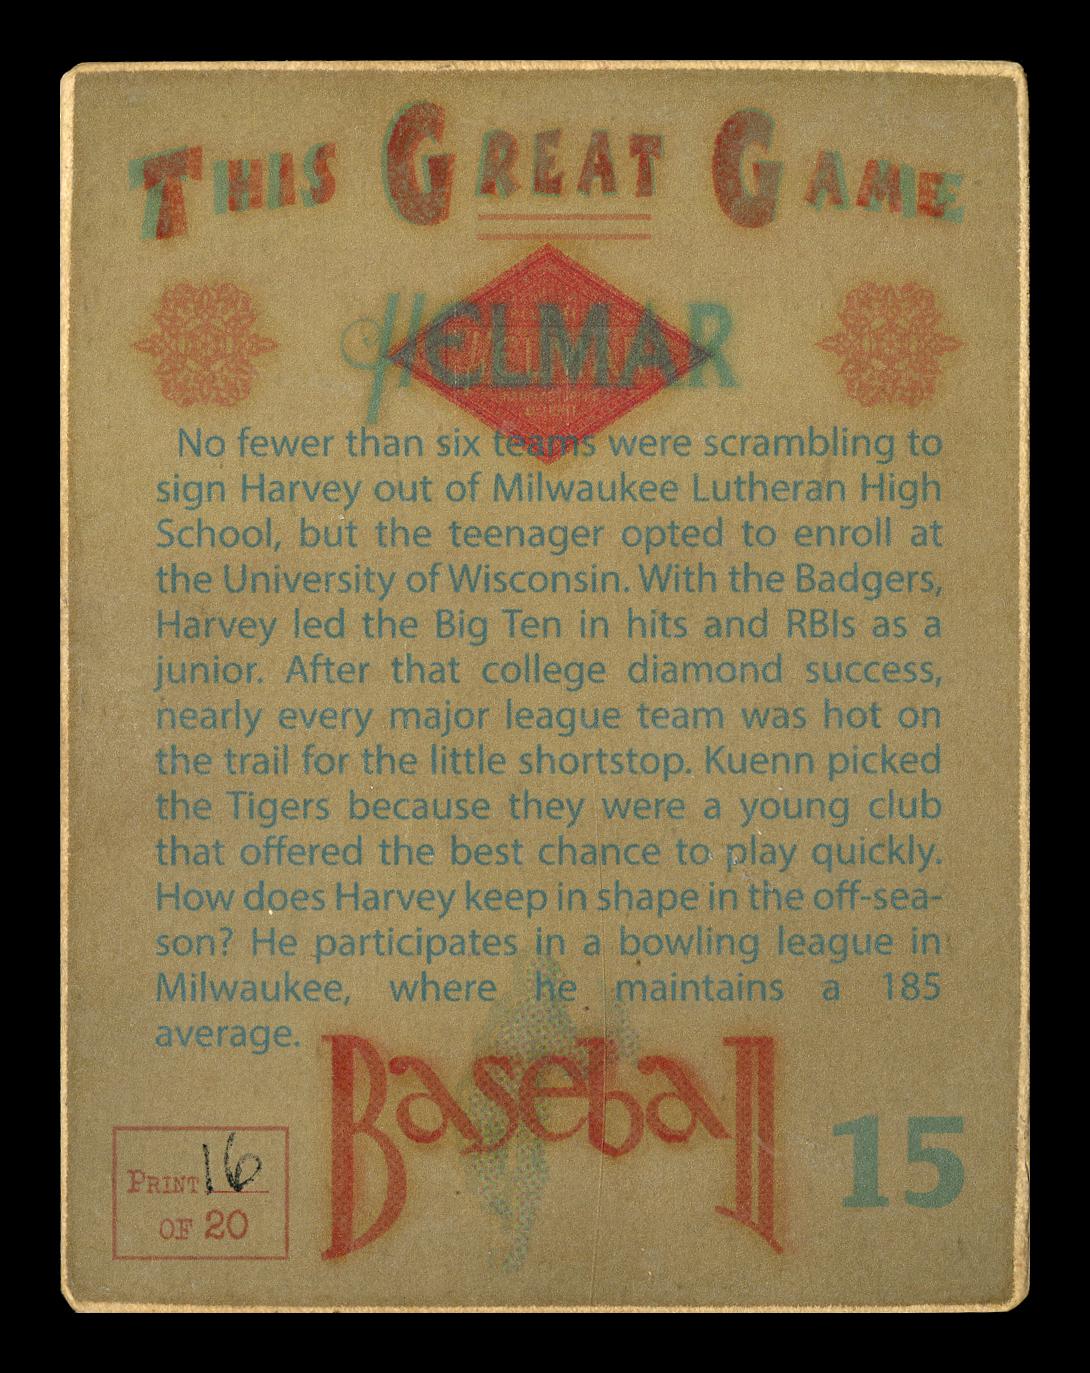 THIS GREAT GAME
HELMAR
No fewer than six teams were scrambling to
sign Harvey out of Milwaukee Lutheran High
School, but the teenager opted to enroll at
the University of Wisconsin. With the Badgers,
Harvey led the Big Ten in hits and RBIs as a
junior. After that college diamond success,
nearly every major league team was hot on
the trail for the little shortstop. Kuenn picked
the Tigers because they were a young club
that offered the best chance to play quickly.
How does Harvey keep in shape in the off-sea-
son? He participates in a bowling league in
Milwaukee, where he maintains a 185
average.
Baseball
PRINT 16
OF 20
15